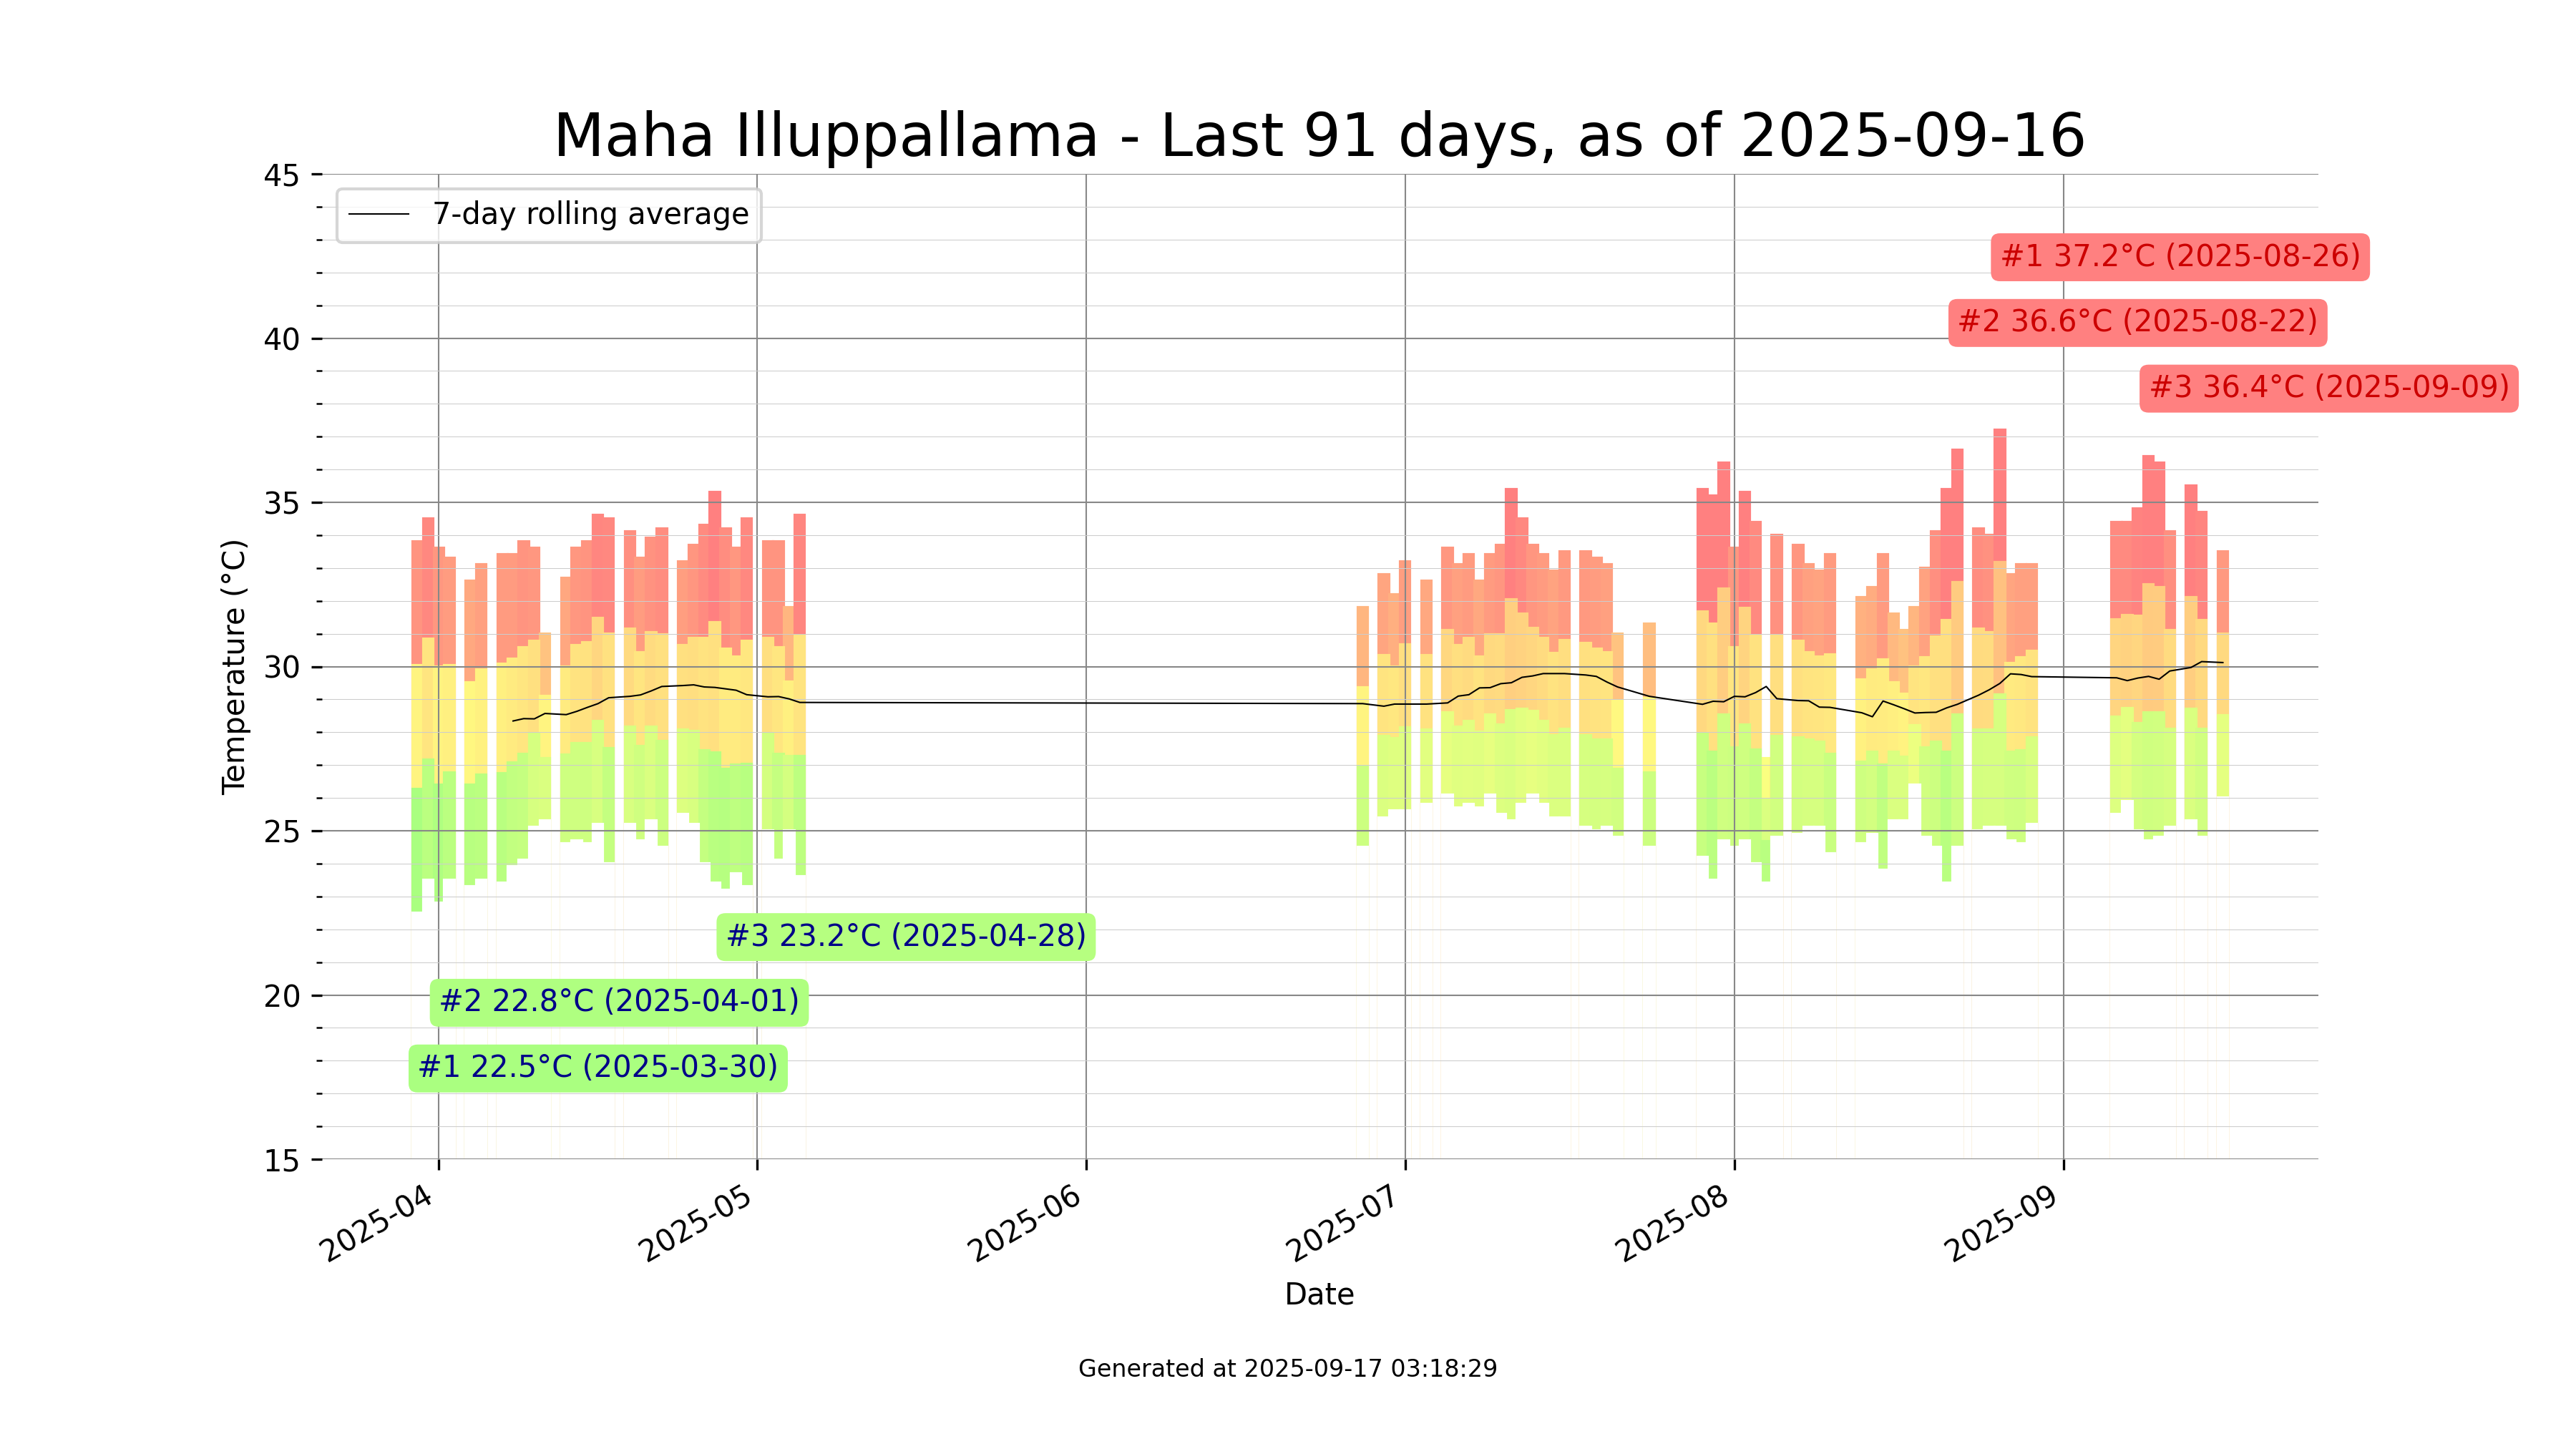 Maha Illuppallama - Last 91 days, as of 2025-09-16
45
7-day rolling average
#1 37.2°C (2025-08-26)
#2 36.6°C (2025-08-22)
40
#3 36.4°C (2025-09-09)
35
Temperature (°C)
30
25
#3 23.2°C (2025-04-28)
20
#2 22.8°C (2025-04-01)
#1 22.5°C (2025-03-30)
15
2025-04
2025-05
2025-06
2025-07
2025-08
2025-09
Date
Generated at 2025-09-17 03:18:29